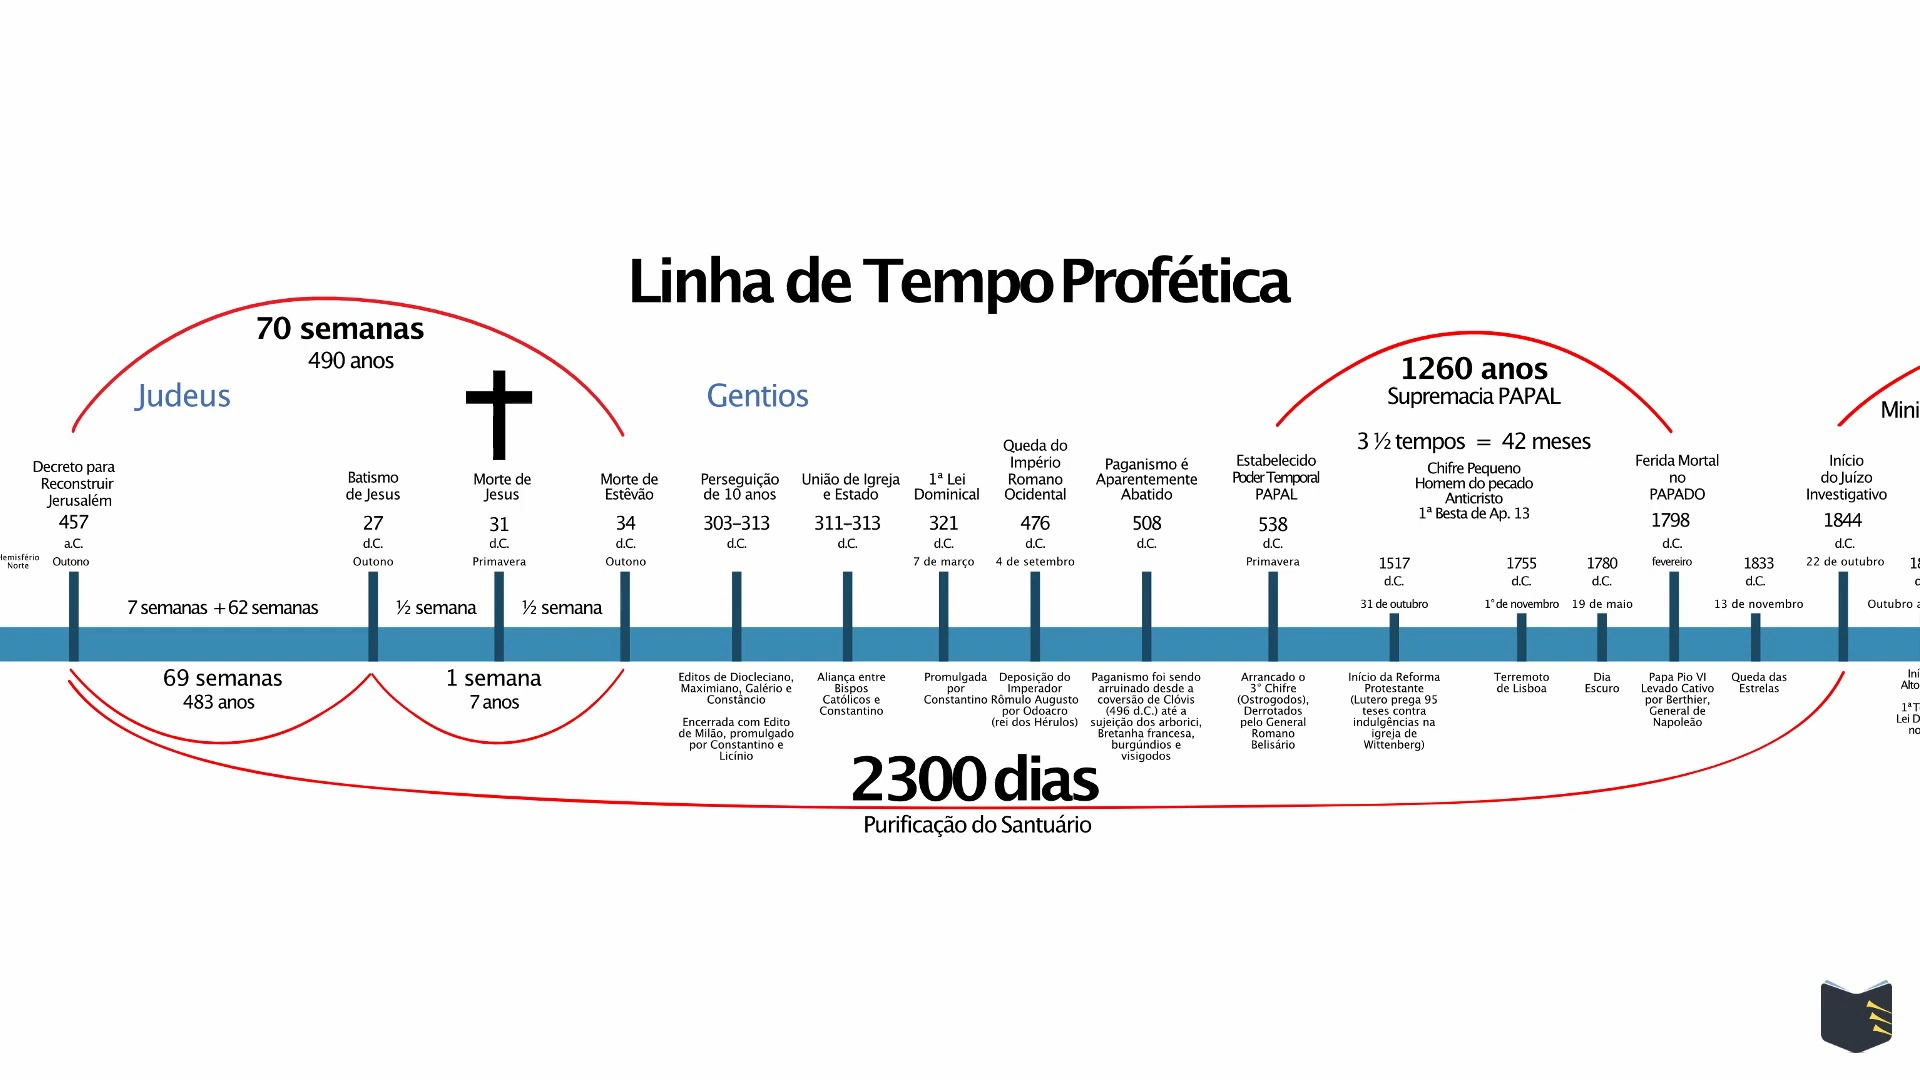 Linha de Tempo Profética
70 semanas
490 anos
Judeus
Gentios
1260 anos
Supremacia PAPAL
3 ½ tempos = 42 meses
Chifre Pequeno
Homem do pecado
Anticristo
1ª Besta de Ap. 13
Decreto para
Reconstruir
Jerusalém
457
a.C.
Outono
Hemisfério
Norte
Batismo
de Jesus
27
d.C.
Outono
Morte de
Jesus
31
d.C.
Primavera
Morte de
Estêvão
34
d.C.
Outono
Perseguição
de 10 anos
303–313
d.C.
União de Igreja
e Estado
311–313
d.C.
1ª Lei
Dominical
321
d.C.
7 de março
Queda do
Império
Romano
Ocidental
476
d.C.
4 de setembro
Paganismo é
Aparentemente
Abatido
508
d.C.
Estabelecido
Poder Temporal
PAPAL
538
d.C.
Primavera
1517
d.C.
31 de outubro
1755
d.C.
1° de novembro
1780
d.C.
19 de maio
Ferida Mortal
no
PAPADO
1798
d.C.
fevereiro
1833
d.C.
13 de novembro
Início
do Juízo
Investigativo
1844
d.C.
22 de outubro
Mini
18
d
Outubro a
7 semanas + 62 semanas
½ semana
½ semana
69 semanas
483 anos
1 semana
7 anos
Editos de Diocleciano,
Maximiano, Galério e
Constâncio
Encerrada com Edito
de Milão, promulgado
por Constantino e
Licínio
Aliança entre
Bispos
Católicos e
Constantino
Promulgada
por
Constantino
Deposição do
Imperador
Rômulo Augusto
por Odoacro
(rei dos Hérulos)
Paganismo foi sendo
arruinado desde a
coversão de Clóvis
(496 d.C.) até a
sujeição dos arborici,
Bretanha francesa,
burgúndios e
visigodos
Arrancado o
3° Chifre
(Ostrogodos),
Derrotados
pelo General
Romano
Belisário
Início da Reforma
Protestante
(Lutero prega 95
teses contra
indulgências na
igreja de
Wittenberg)
Terremoto
de Lisboa
Dia
Escuro
Papa Pio VI
Levado Cativo
por Berthier,
General de
Napoleão
Queda das
Estrelas
Iní
Alto
1ª T
Lei D
no
2300 dias
Purificação do Santuário